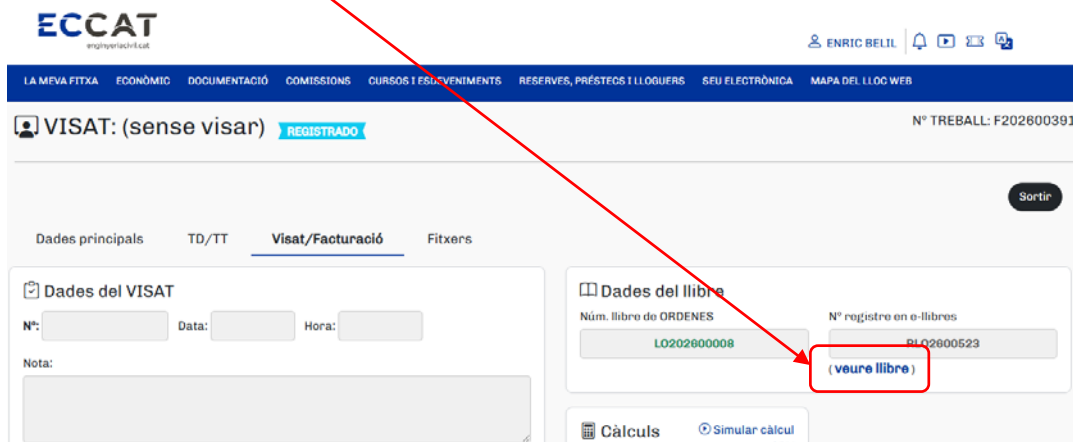 ECCAT
enginyeriacivil.cat
ENRIC BELIL
LA MEVA FITXA ECONÒMIC DOCUMENTACIÓ COMISSIONS CURSOS I ESDEVENIMENTS RESERVES, PRÉSTECS I LLOGUERS SEU ELECTRÒNICA MAPA DEL LLOC WEB
VISAT: (sense visar) REGISTRADO
Nº TREBALL: F202600391
Sortir
Dades principals TD/TT Visat/Facturació Fitxers
Dades del VISAT
Nº: Data: Hora:
Nota:
Dades del llibre
Núm. llibre de ORDENES Nº registre en e-llibres
LO202600008 RLO2600523
(veure llibre)
Càlculs Simular càlcul